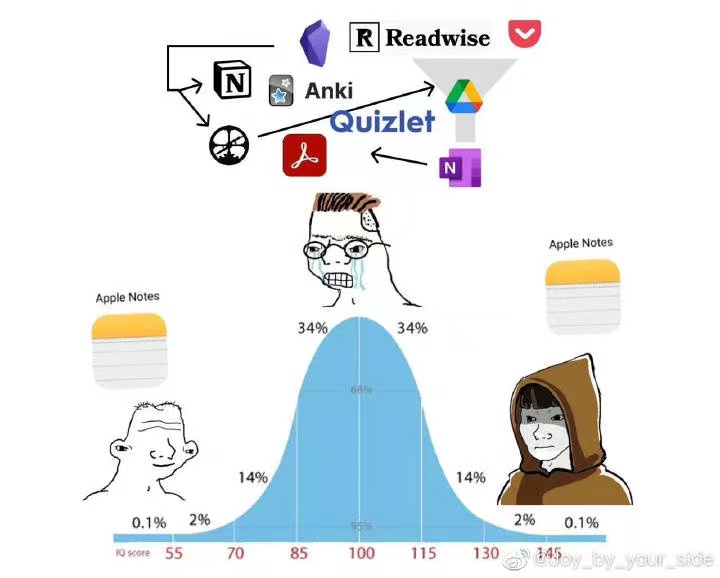 R Readwise
N
Anki
Quizlet
N
Apple Notes
Apple Notes
34%
34%
68%
14%
14%
0.1%
2%
95%
2%
0.1%
IQ score
55
70
85
100
115
130
145
@Joy_by_your_side